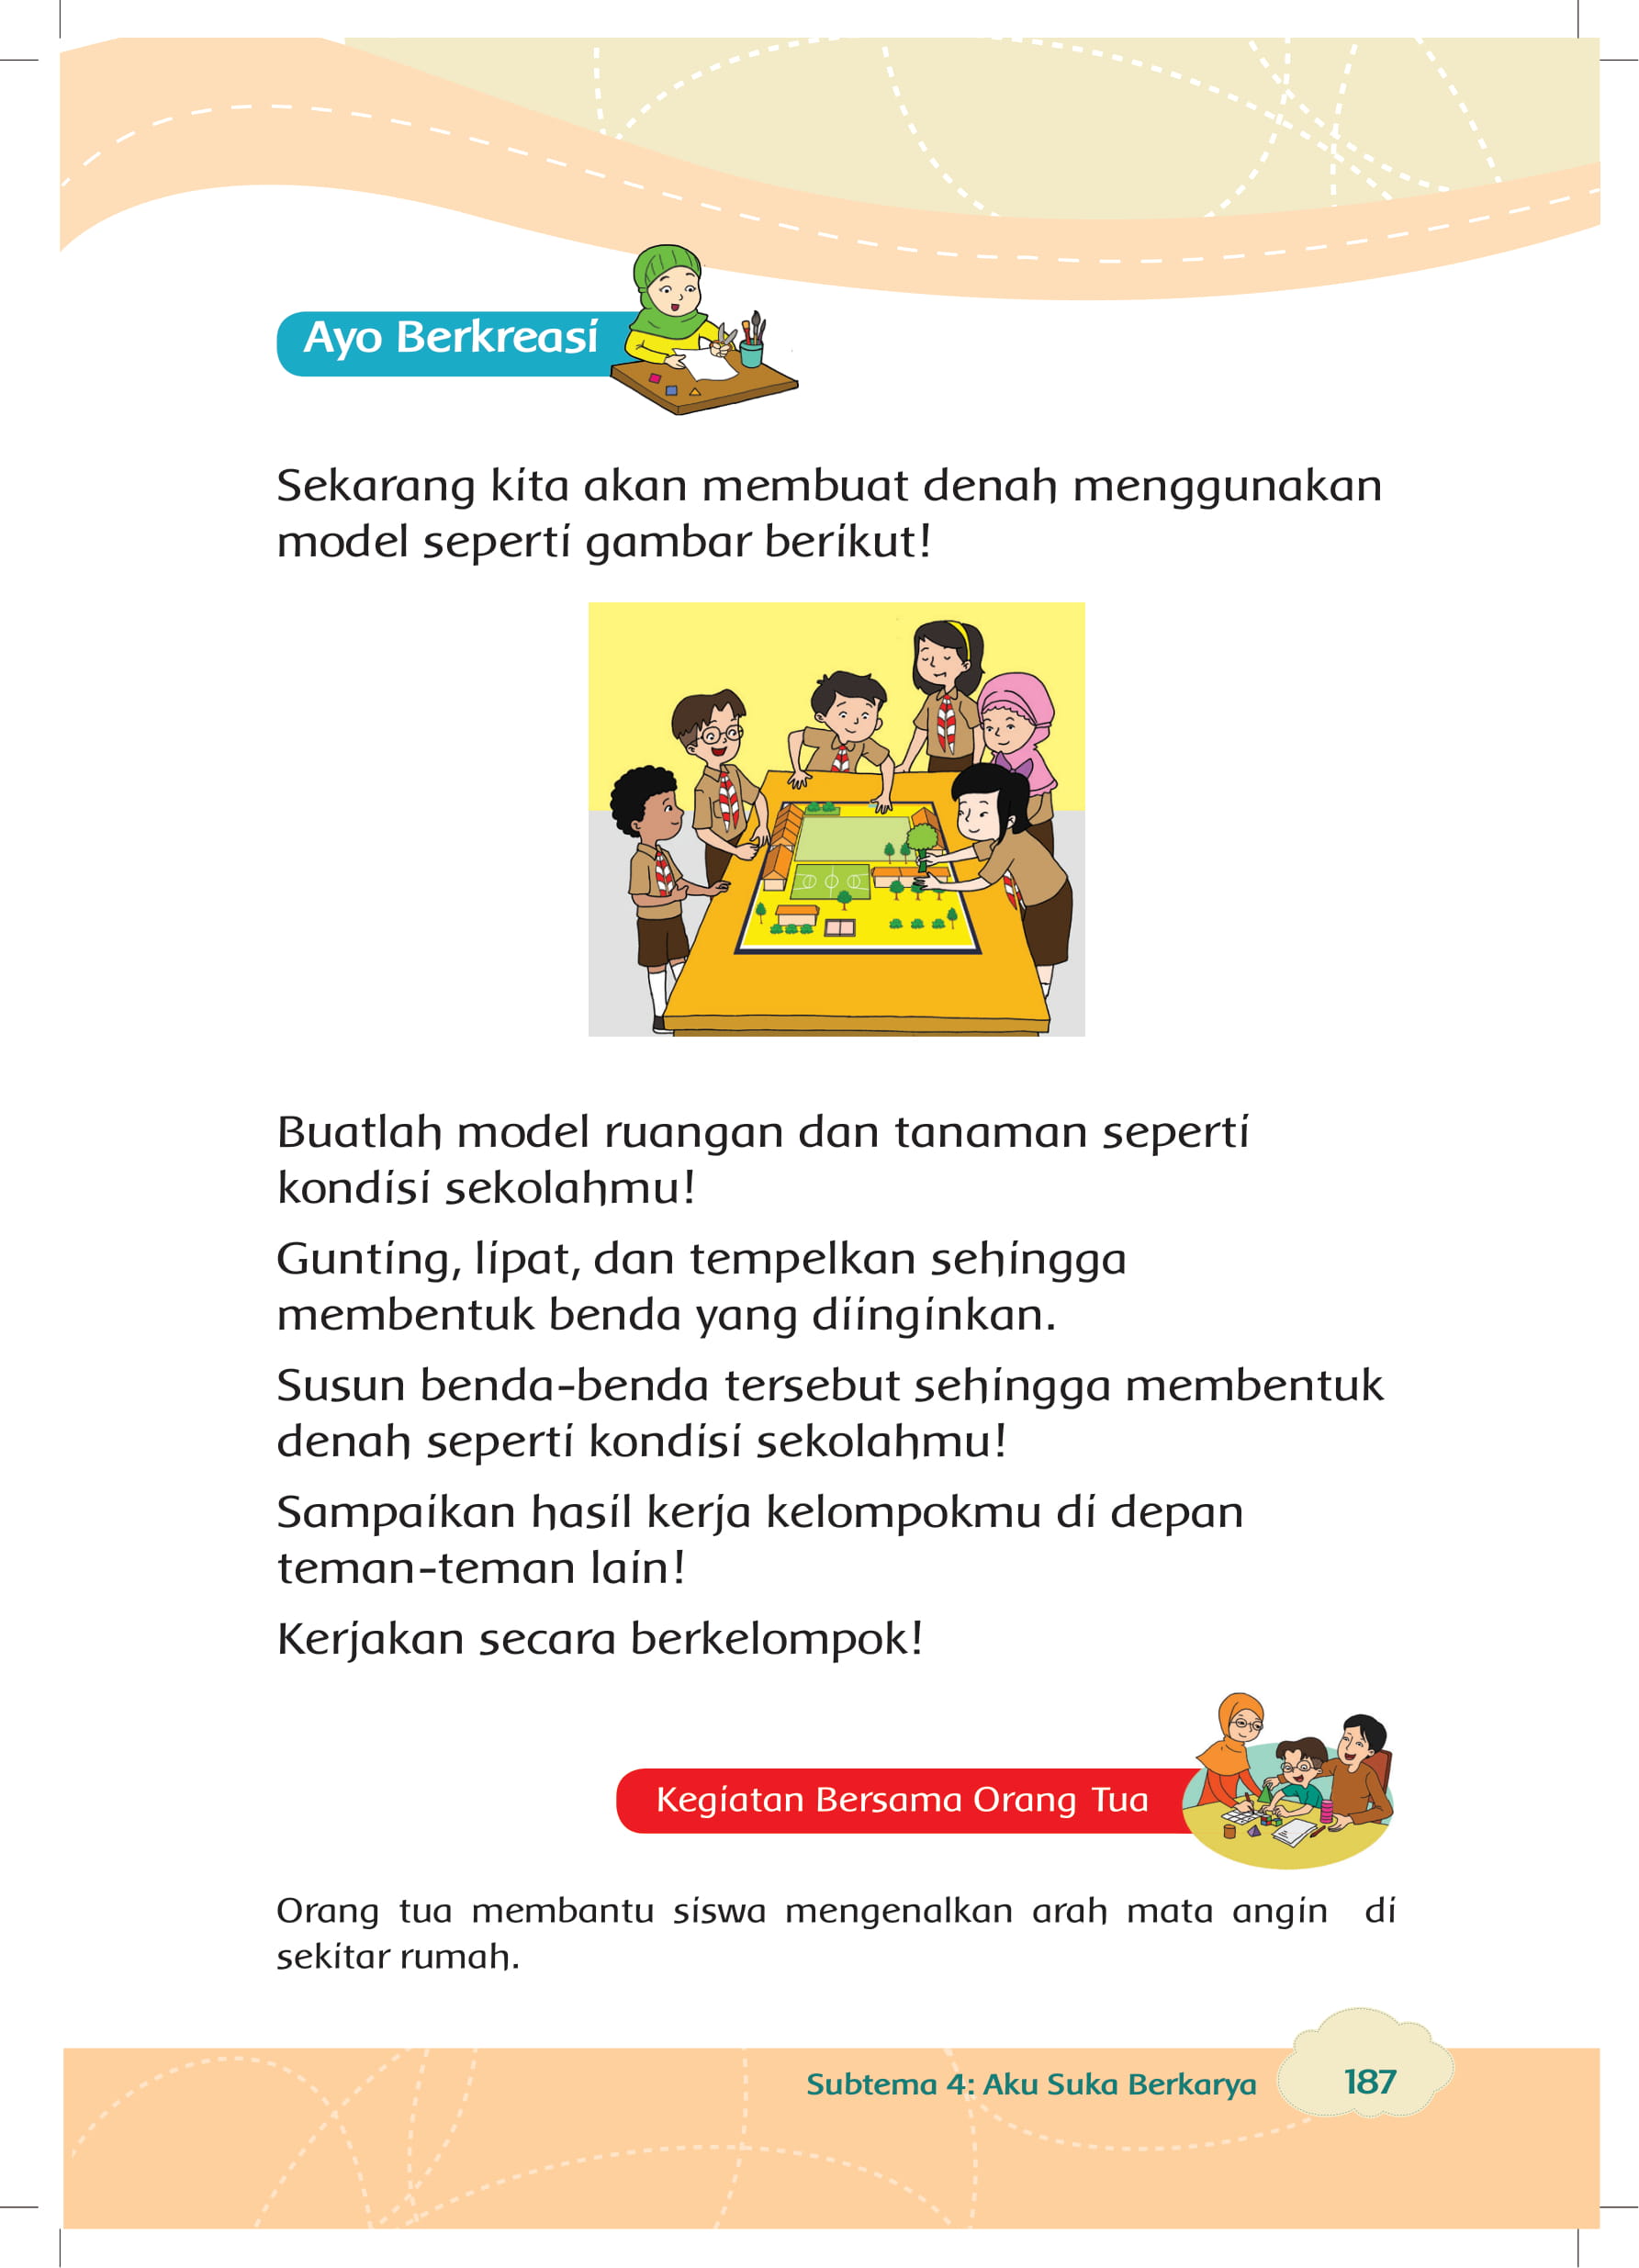 Ayo Berkreasi
Sekarang kita akan membuat denah menggunakan
model seperti gambar berikut!
Buatlah model ruangan dan tanaman seperti
kondisi sekolahmu!
Gunting, lipat, dan tempelkan sehingga
membentuk benda yang diinginkan.
Susun benda-benda tersebut sehingga membentuk
denah seperti kondisi sekolahmu!
Sampaikan hasil kerja kelompokmu di depan
teman-teman lain!
Kerjakan secara berkelompok!
Kegiatan Bersama Orang Tua
Orang tua membantu siswa mengenalkan arah mata angin di
sekitar rumah.
Subtema 4: Aku Suka Berkarya
187